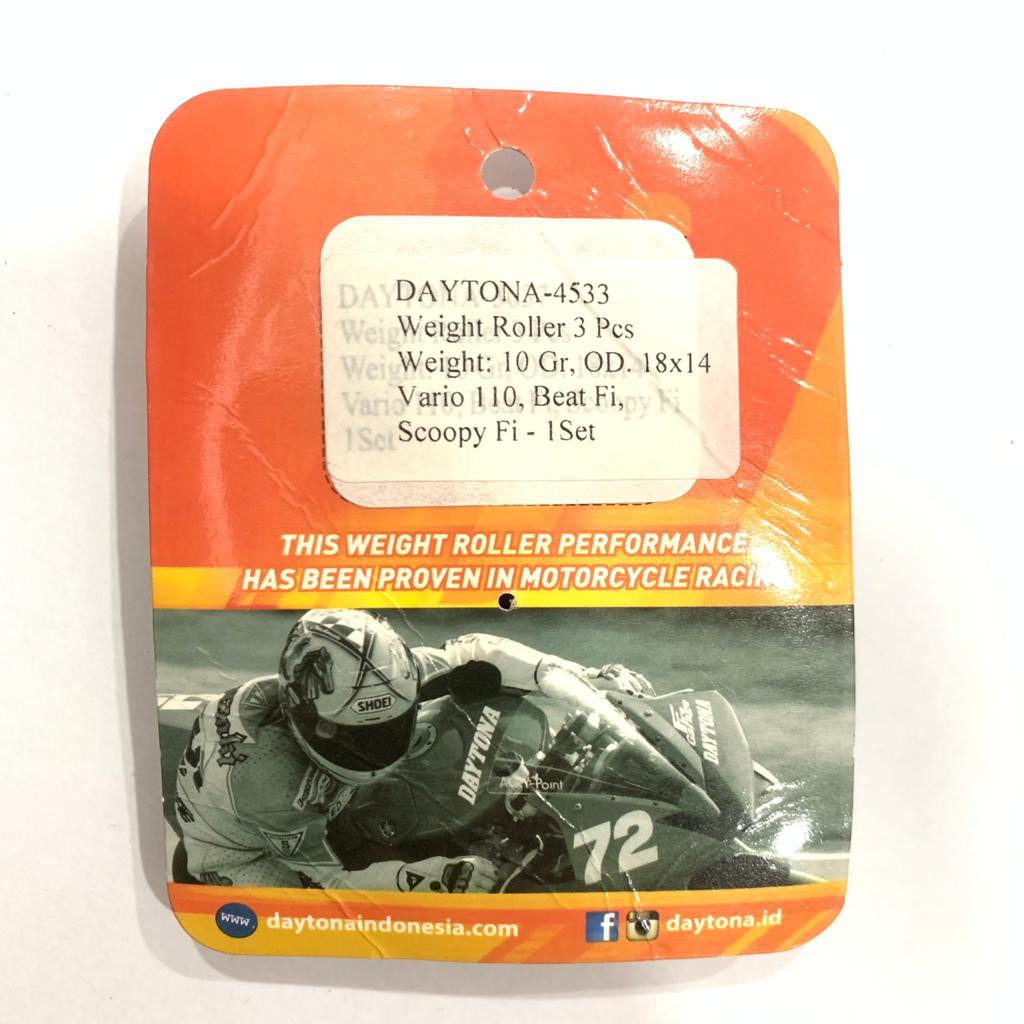 DAYTONA-4533
Weight Roller 3 Pcs
Weight: 10 Gr, OD. 18x14
Vario 110, Beat Fi,
Scoopy Fi - 1Set
THIS WEIGHT ROLLER PERFORMANCE
HAS BEEN PROVEN IN MOTORCYCLE
SHOEI
DAYTONA
DAYTONA
72
www. daytonaindonesia.com
f daytona.id